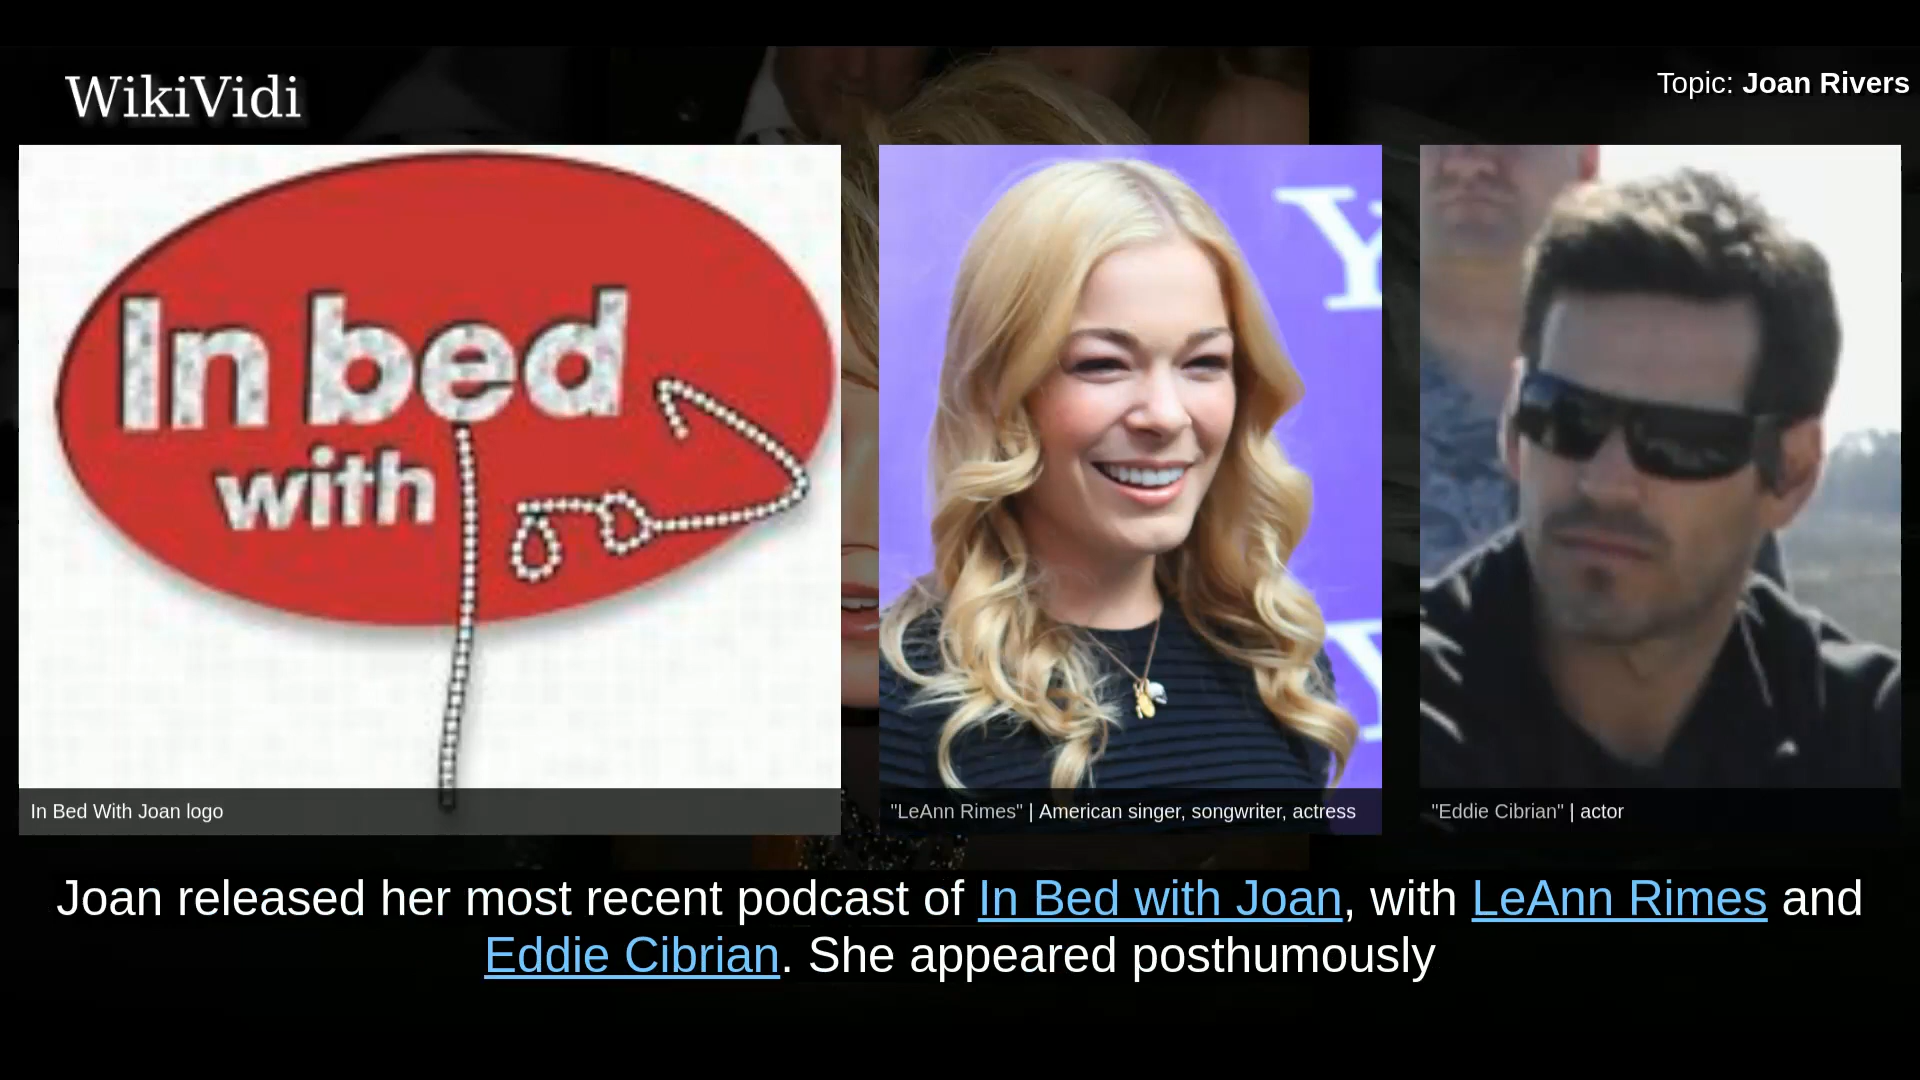 WikiVidi
Topic: Joan Rivers
In bed
with
Y
Y
In Bed With Joan logo
"LeAnn Rimes" | American singer, songwriter, actress
"Eddie Cibrian" | actor
Joan released her most recent podcast of In Bed with Joan, with LeAnn Rimes and
Eddie Cibrian. She appeared posthumously